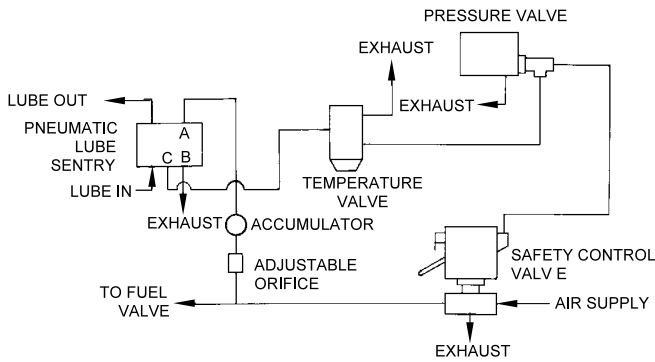 PRESSURE VALVE
EXHAUST
LUBE OUT
EXHAUST
PNEUMATIC
LUBE
SENTRY
A
C B
LUBE IN
TEMPERATURE
VALVE
EXHAUST
ACCUMULATOR
SAFETY CONTROL
VALV E
ADJUSTABLE
ORIFICE
TO FUEL
VALVE
AIR SUPPLY
EXHAUST